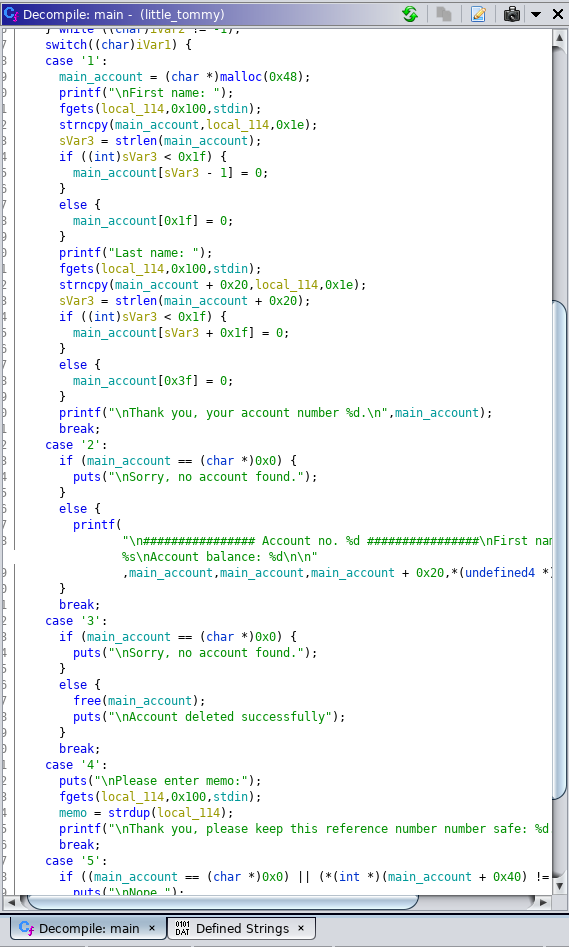 Decompile: main - (little_tommy)
} while ((char)iVar2 != -1);
switch((char)iVar1) {
case '1':
main_account = (char *)malloc(0x48);
printf("\nFirst name: ");
fgets(local_114,0x100,stdin);
strncpy(main_account,local_114,0x1e);
sVar3 = strlen(main_account);
if ((int)sVar3 < 0x1f) {
main_account[sVar3 - 1] = 0;
}
else {
main_account[0x1f] = 0;
}
printf("Last name: ");
fgets(local_114,0x100,stdin);
strncpy(main_account + 0x20,local_114,0x1e);
sVar3 = strlen(main_account + 0x20);
if ((int)sVar3 < 0x1f) {
main_account[sVar3 + 0x1f] = 0;
}
else {
main_account[0x3f] = 0;
}
printf("\nThank you, your account number %d.\n",main_account);
break;
case '2':
if (main_account == (char *)0x0) {
puts("\nSorry, no account found.");
}
else {
printf(
"\n################ Account no. %d ################\nFirst nam
%s\nAccount balance: %d\n\n"
,main_account,main_account,main_account + 0x20,*(undefined4 *)
}
break;
case '3':
if (main_account == (char *)0x0) {
puts("\nSorry, no account found.");
}
else {
free(main_account);
puts("\nAccount deleted successfully");
}
break;
case '4':
puts("\nPlease enter memo:");
fgets(local_114,0x100,stdin);
memo = strdup(local_114);
printf("\nThank you, please keep this reference number number safe: %d
break;
case '5':
if ((main_account == (char *)0x0) || (*(int *)(main_account + 0x40) !=
puts("\nNone.");
Decompile: main × Defined Strings ×